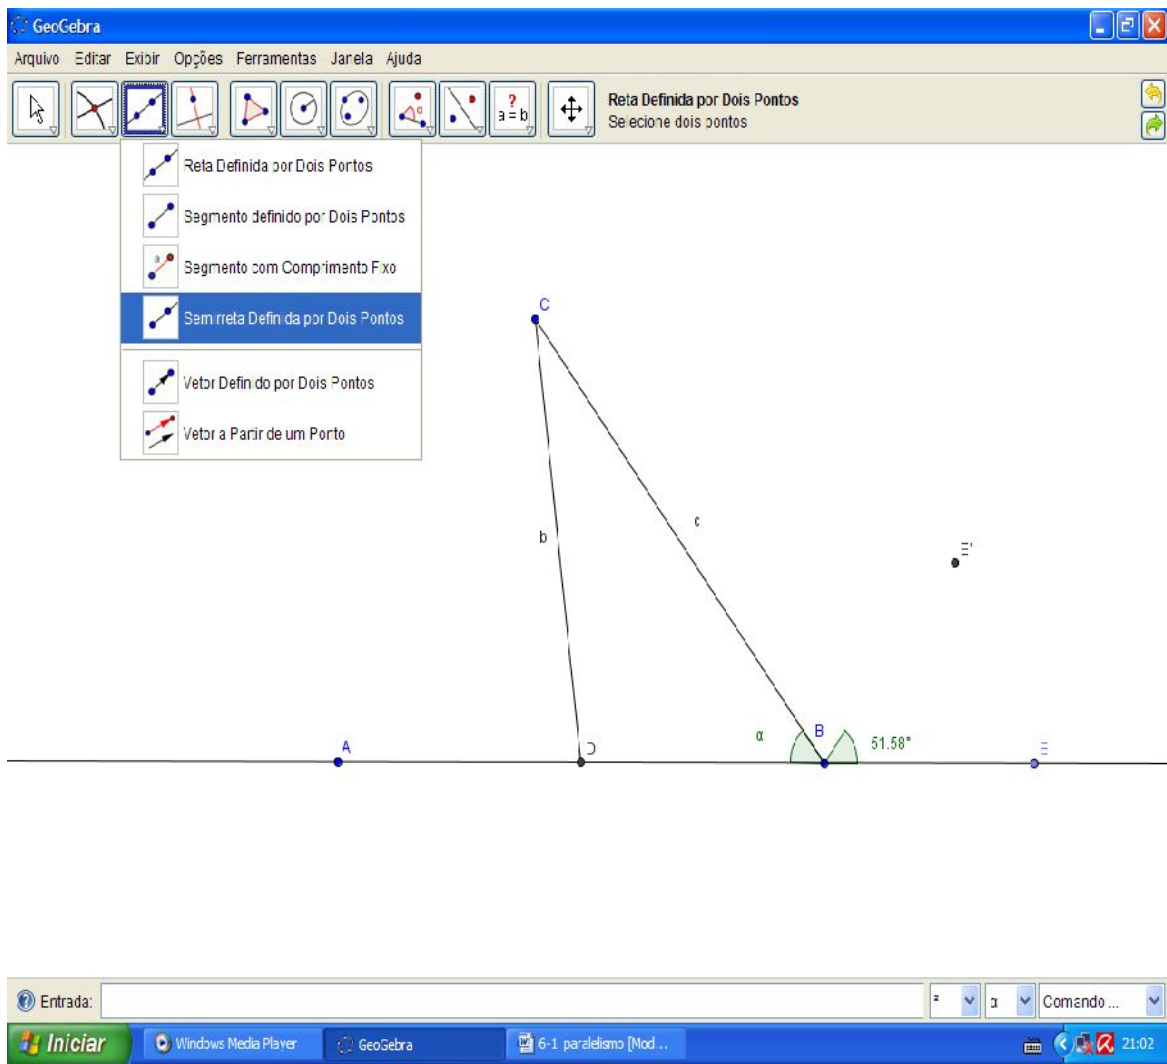 GeoGebra
Arquivo Editar Exibir Opções Ferramentas Janela Ajuda
a = b
?
Reta Definida por Dois Pontos
Selecione dois pontos
Reta Definida por Dois Pontos
Segmento definido por Dois Pontos
a
Segmento com Comprimento Fixo
Semirreta Definida por Dois Pontos
Vetor Definido por Dois Pontos
Vetor a Partir de um Ponto
C
c
b
E'
A
D
α
B
51.58°
E
Entrada:
² α Comando ...
Iniciar Windows Media Player GeoGebra 6-1 paralelismo [Mod ... 21:02